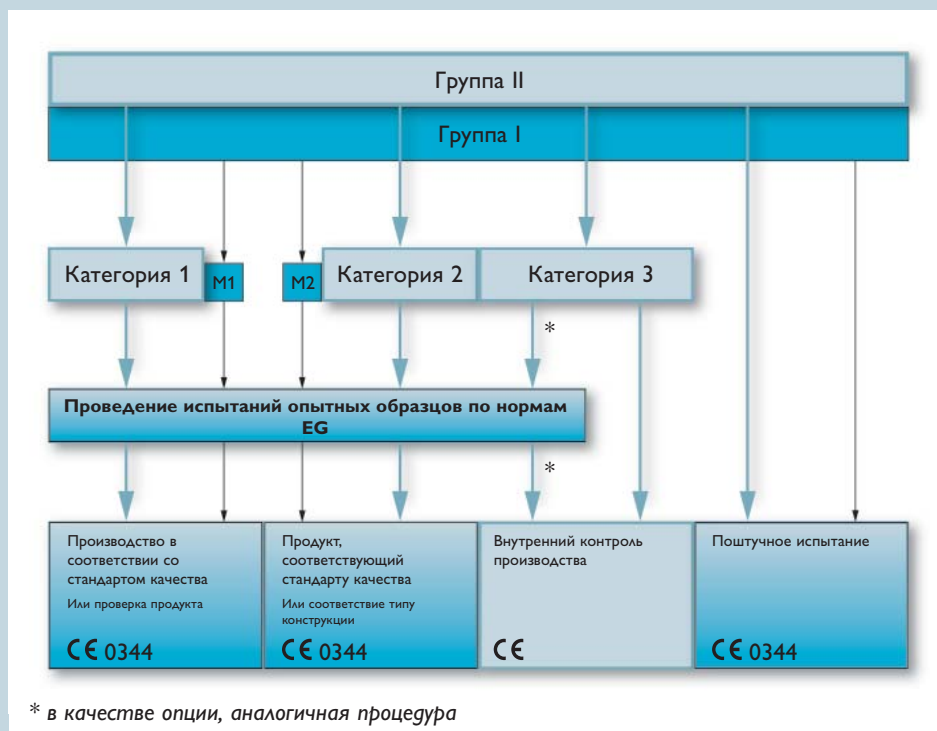 Группа II
Группа I
Категория 1
M1
M2
Категория 2
Категория 3
*
Проведение испытаний опытных образцов по нормам
EG
*
Производство в
соответствии со
стандартом качества
Или проверка продукта
CE 0344
Продукт,
соответствующий
стандарту качества
Или соответствие типу
конструкции
CE 0344
Внутренний контроль
производства
CE
Поштучное испытание
CE 0344
* в качестве опции, аналогичная процедура